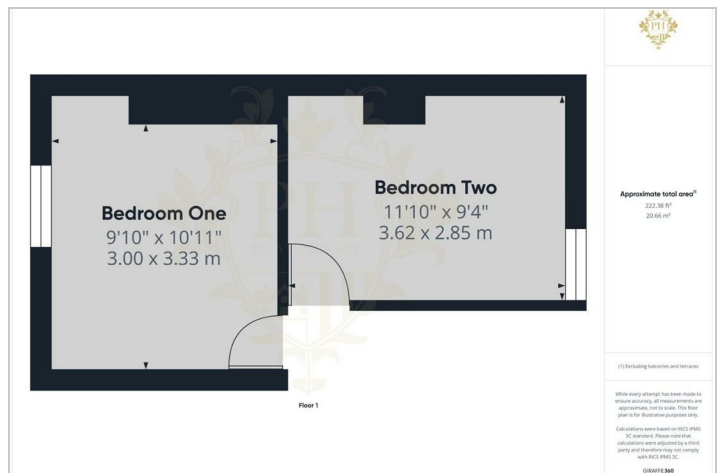 Bedroom One
9'10" x 10'11"
3.00 x 3.33 m
Bedroom Two
11'10" x 9'4"
3.62 x 2.85 m
Floor 1
PH
Approximate total area(1)
222.38 ft²
20.66 m²
(1) Excluding balconies and terraces
While every attempt has been made to
ensure accuracy, all measurements are
approximate, not to scale. This floor
plan is for illustrative purposes only.
Calculations were based on RICS IPMS
3C standard. Please note that
calculations were adjusted by a third
party and therefore may not comply
with RICS IPMS 3C.
GIRAFFE360